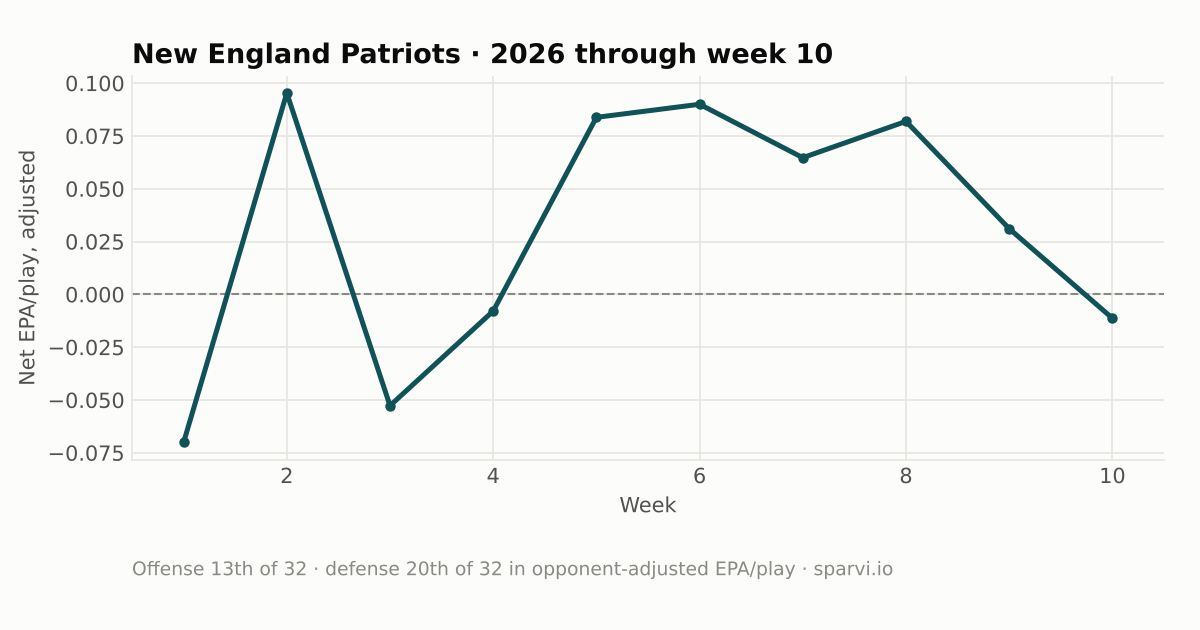 New England Patriots · 2026 through week 10
Net EPA/play, adjusted
0.100
0.075
0.050
0.025
0.000
−0.025
−0.050
−0.075
2 4 6 8 10
Week
Offense 13th of 32 · defense 20th of 32 in opponent-adjusted EPA/play · sparvi.io